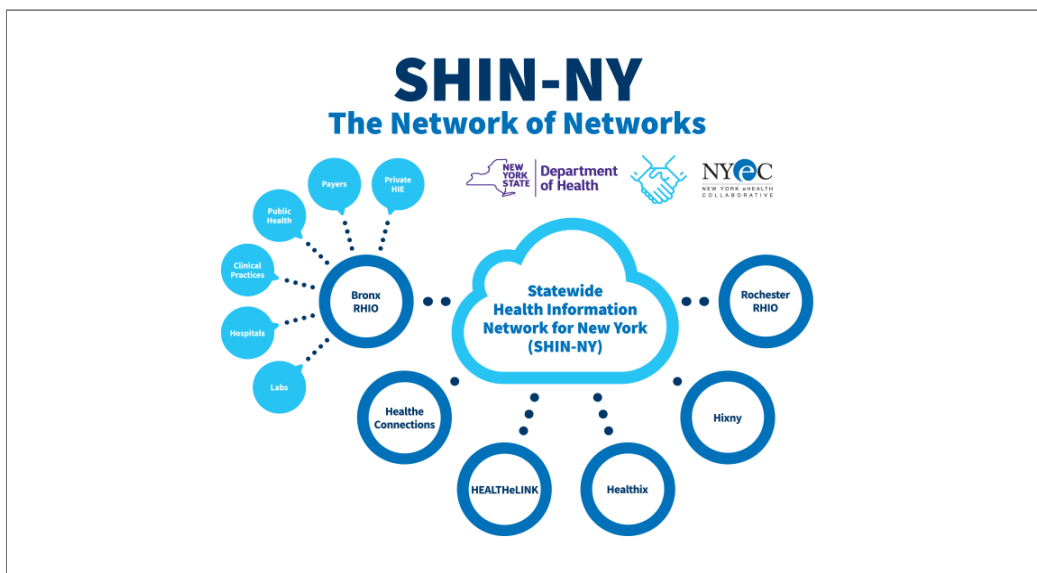 SHIN-NY
The Network of Networks
NEW
YORK
STATE
Department
of Health
NYeC
NEW YORK eHEALTH
COLLABORATIVE
Payers
Private
HIE
Public
Health
Clinical
Practices
Hospitals
Labs
Bronx
RHIO
Statewide
Health Information
Network for New York
(SHIN-NY)
Rochester
RHIO
Healthe
Connections
Hixny
HEALTHeLINK
Healthix